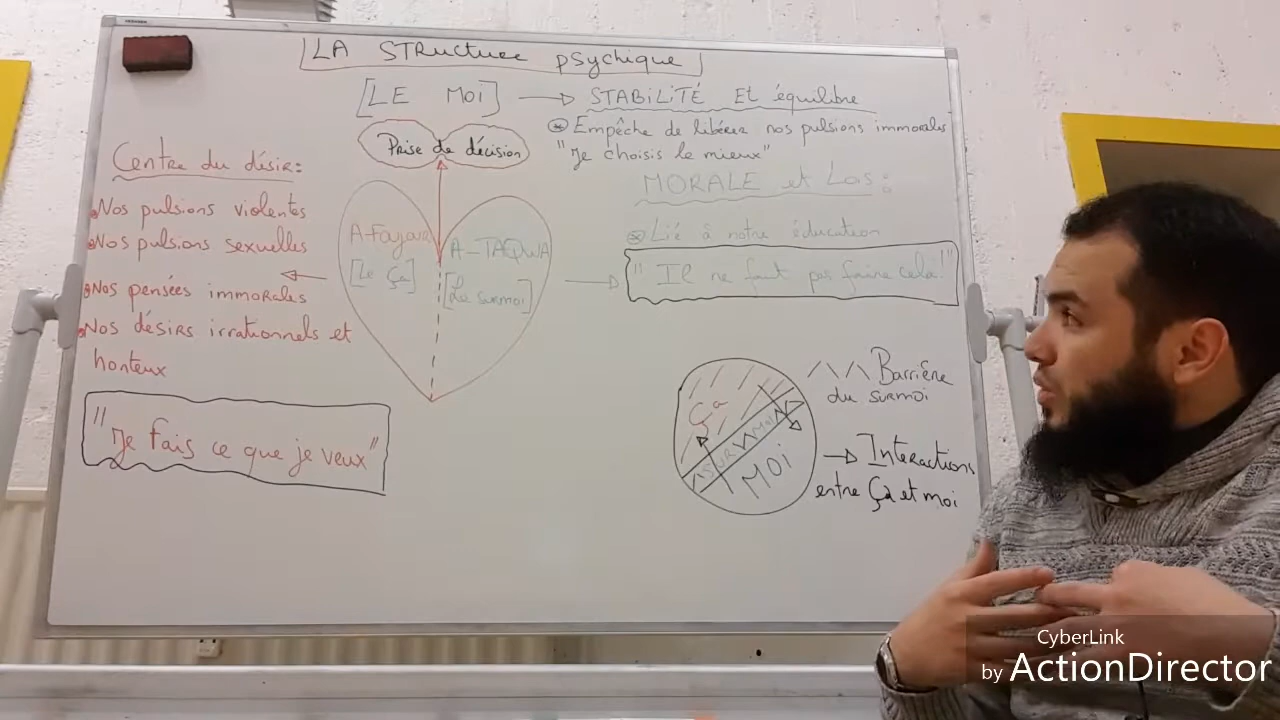 LA STRUcture psychique
[LE MOI] → STABILITÉ Et équilibre
Empêche de libérer nos pulsions immorales
"Je choisis le mieux"
Prise de décision
MORALE et Lois:
Lié à notre éducation
"Il ne faut pas faire cela!"
Centre du désir:
Nos pulsions violentes
Nos pulsions sexuelles
Nos pensées immorales
Nos désirs irrationnels et
honteux
"Je fais ce que je veux"
A-fajour
[Le Ça]
A-TAQWA
[Le surmoi]
Ça
SURMOI
MOI
Barrière
du surmoi
→ Interactions
entre Ça et moi
CyberLink
by ActionDirector